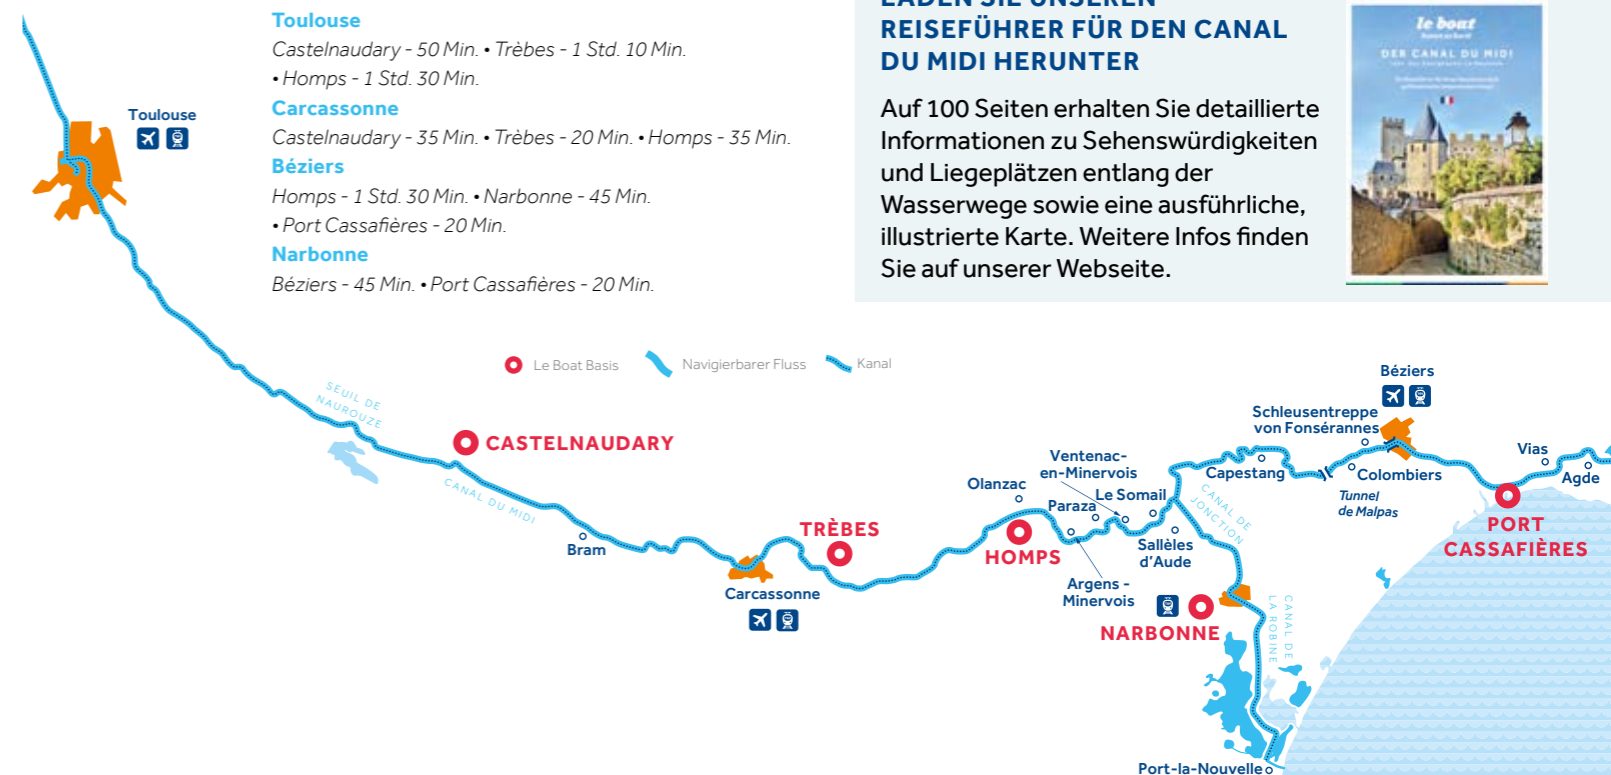 Toulouse
Castelnaudary - 50 Min. • Trèbes - 1 Std. 10 Min.
• Homps - 1 Std. 30 Min.
Carcassonne
Castelnaudary - 35 Min. • Trèbes - 20 Min. • Homps - 35 Min.
Béziers
Homps - 1 Std. 30 Min. • Narbonne - 45 Min.
• Port Cassafières - 20 Min.
Narbonne
Béziers - 45 Min. • Port Cassafières - 20 Min.
LADEN SIE UNSEREN
REISEFÜHRER FÜR DEN CANAL
DU MIDI HERUNTER
Auf 100 Seiten erhalten Sie detaillierte
Informationen zu Sehenswürdigkeiten
und Liegeplätzen entlang der
Wasserwege sowie eine ausführliche,
illustrierte Karte. Weitere Infos finden
Sie auf unserer Webseite.
le boat
DER CANAL DU MIDI
Toulouse
Le Boat Basis
Navigierbarer Fluss
Kanal
SEUIL DE
NAUROUZE
CASTELNAUDARY
CANAL DU MIDI
Bram
Carcassonne
TRÈBES
Olanzac
HOMPS
Ventenac-
en-Minervois
Paraza
Le Somail
Argens -
Minervois
Sallèles
d'Aude
CANAL DE
JONCTION
NARBONNE
CANAL DE
LA ROBINE
Port-la-Nouvelle
Capestang
Schleusentreppe
von Fonsérannes
Béziers
Colombiers
Tunnel
de Malpas
Vias
Agde
PORT
CASSAFIÈRES